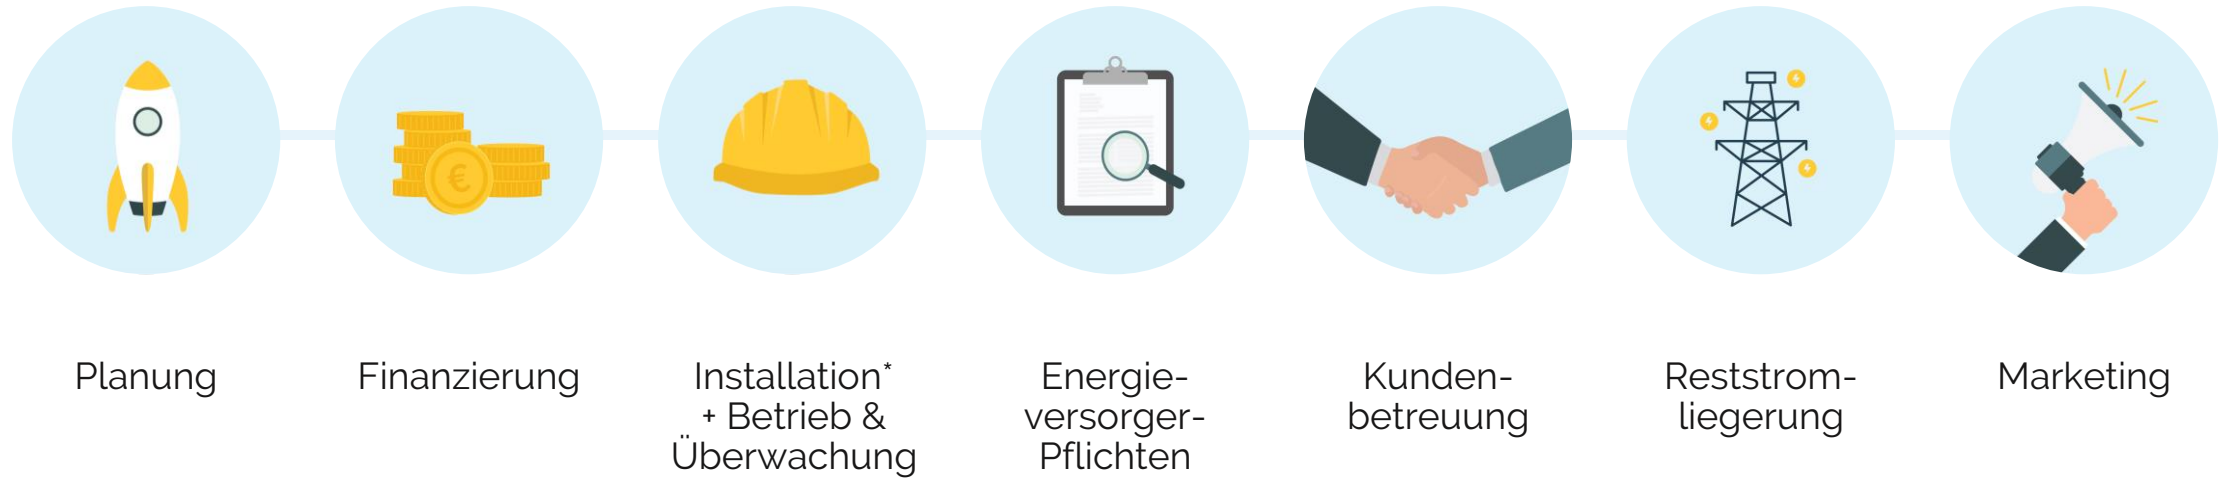 Planung
Finanzierung
Installation*
+ Betrieb &
Überwachung
Energie-
versorger-
Pflichten
Kunden-
betreuung
Reststrom-
liegerung
Marketing